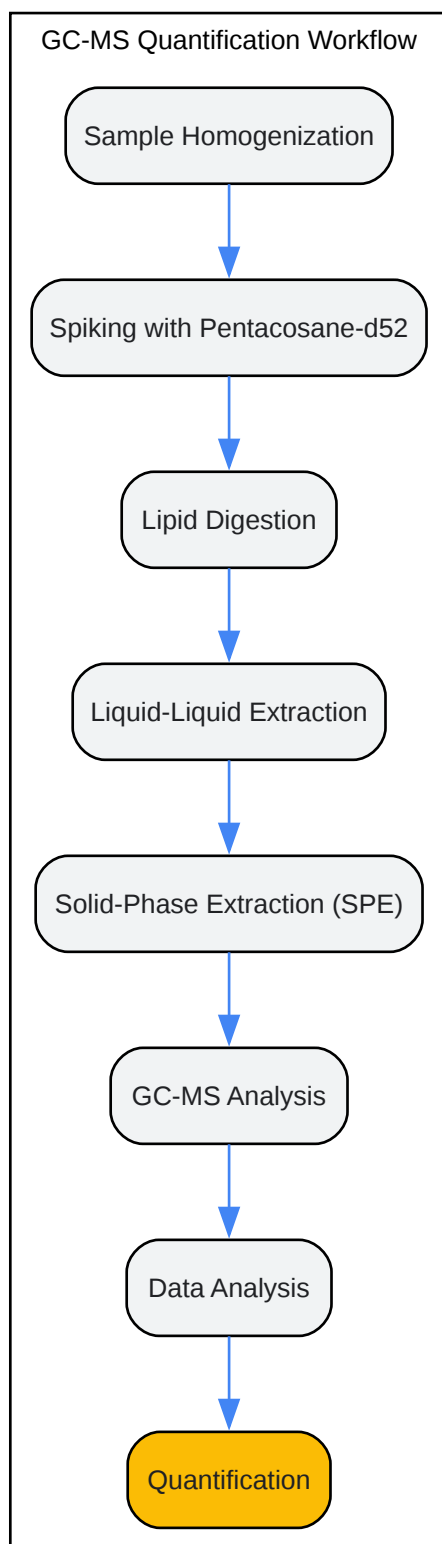 GC-MS Quantification Workflow
Sample Homogenization
Spiking with Pentacosane-d52
Lipid Digestion
Liquid-Liquid Extraction
Solid-Phase Extraction (SPE)
GC-MS Analysis
Data Analysis
Quantification